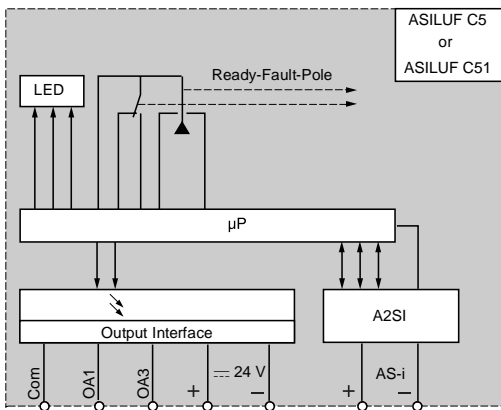 ASILUF C5
or
ASILUF C51
Ready-Fault-Pole
LED
µP
A2SI
Output Interface
Com
OA1
OA3
+
24 V
−
+
AS-i
−